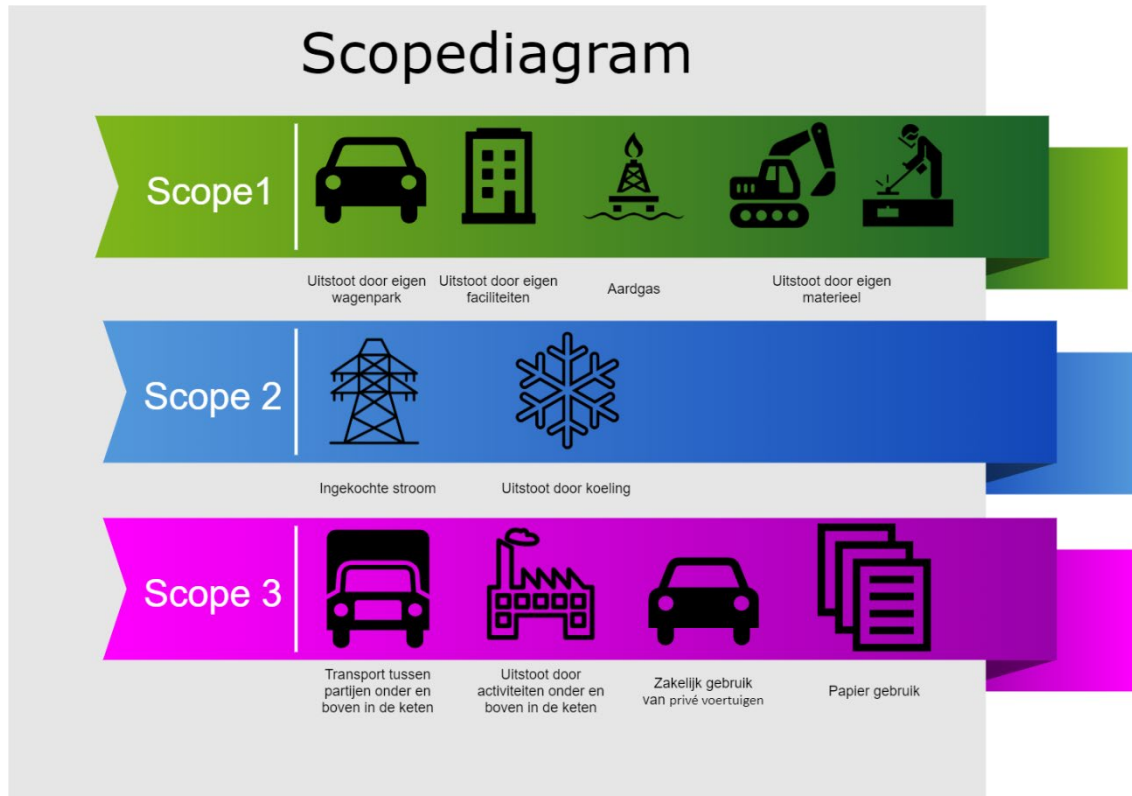 Scopediagram
Scope1
Uitstoot door eigen
wagenpark
Uitstoot door eigen
faciliteiten
Aardgas
Uitstoot door eigen
materieel
Scope 2
Ingekochte stroom
Uitstoot door koeling
Scope 3
Transport tussen
partijen onder en
boven in de keten
Uitstoot door
activiteiten onder en
boven in de keten
Zakelijk gebruik
van privé voertuigen
Papier gebruik